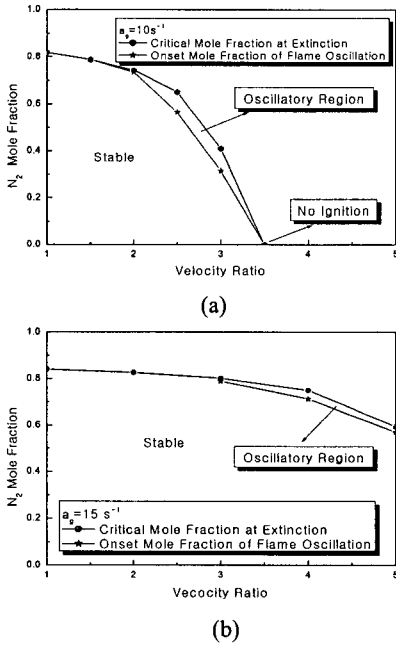 a_g=10s^-1
Critical Mole Fraction at Extinction
Onset Mole Fraction of Flame Oscillation
1.0
0.8
0.6
0.4
0.2
0.0
N_2 Mole Fraction
Oscillatory Region
Stable
No Ignition
1 2 3 4 5
Velocity Ratio
(a)
1.0
0.8
0.6
0.4
0.2
0.0
N_2 Mole Fraction
Stable
Oscillatory Region
a_g=15 s^-1
Critical Mole Fraction at Extinction
Onset Mole Fraction of Flame Oscillation
1 2 3 4 5
Vecocity Ratio
(b)